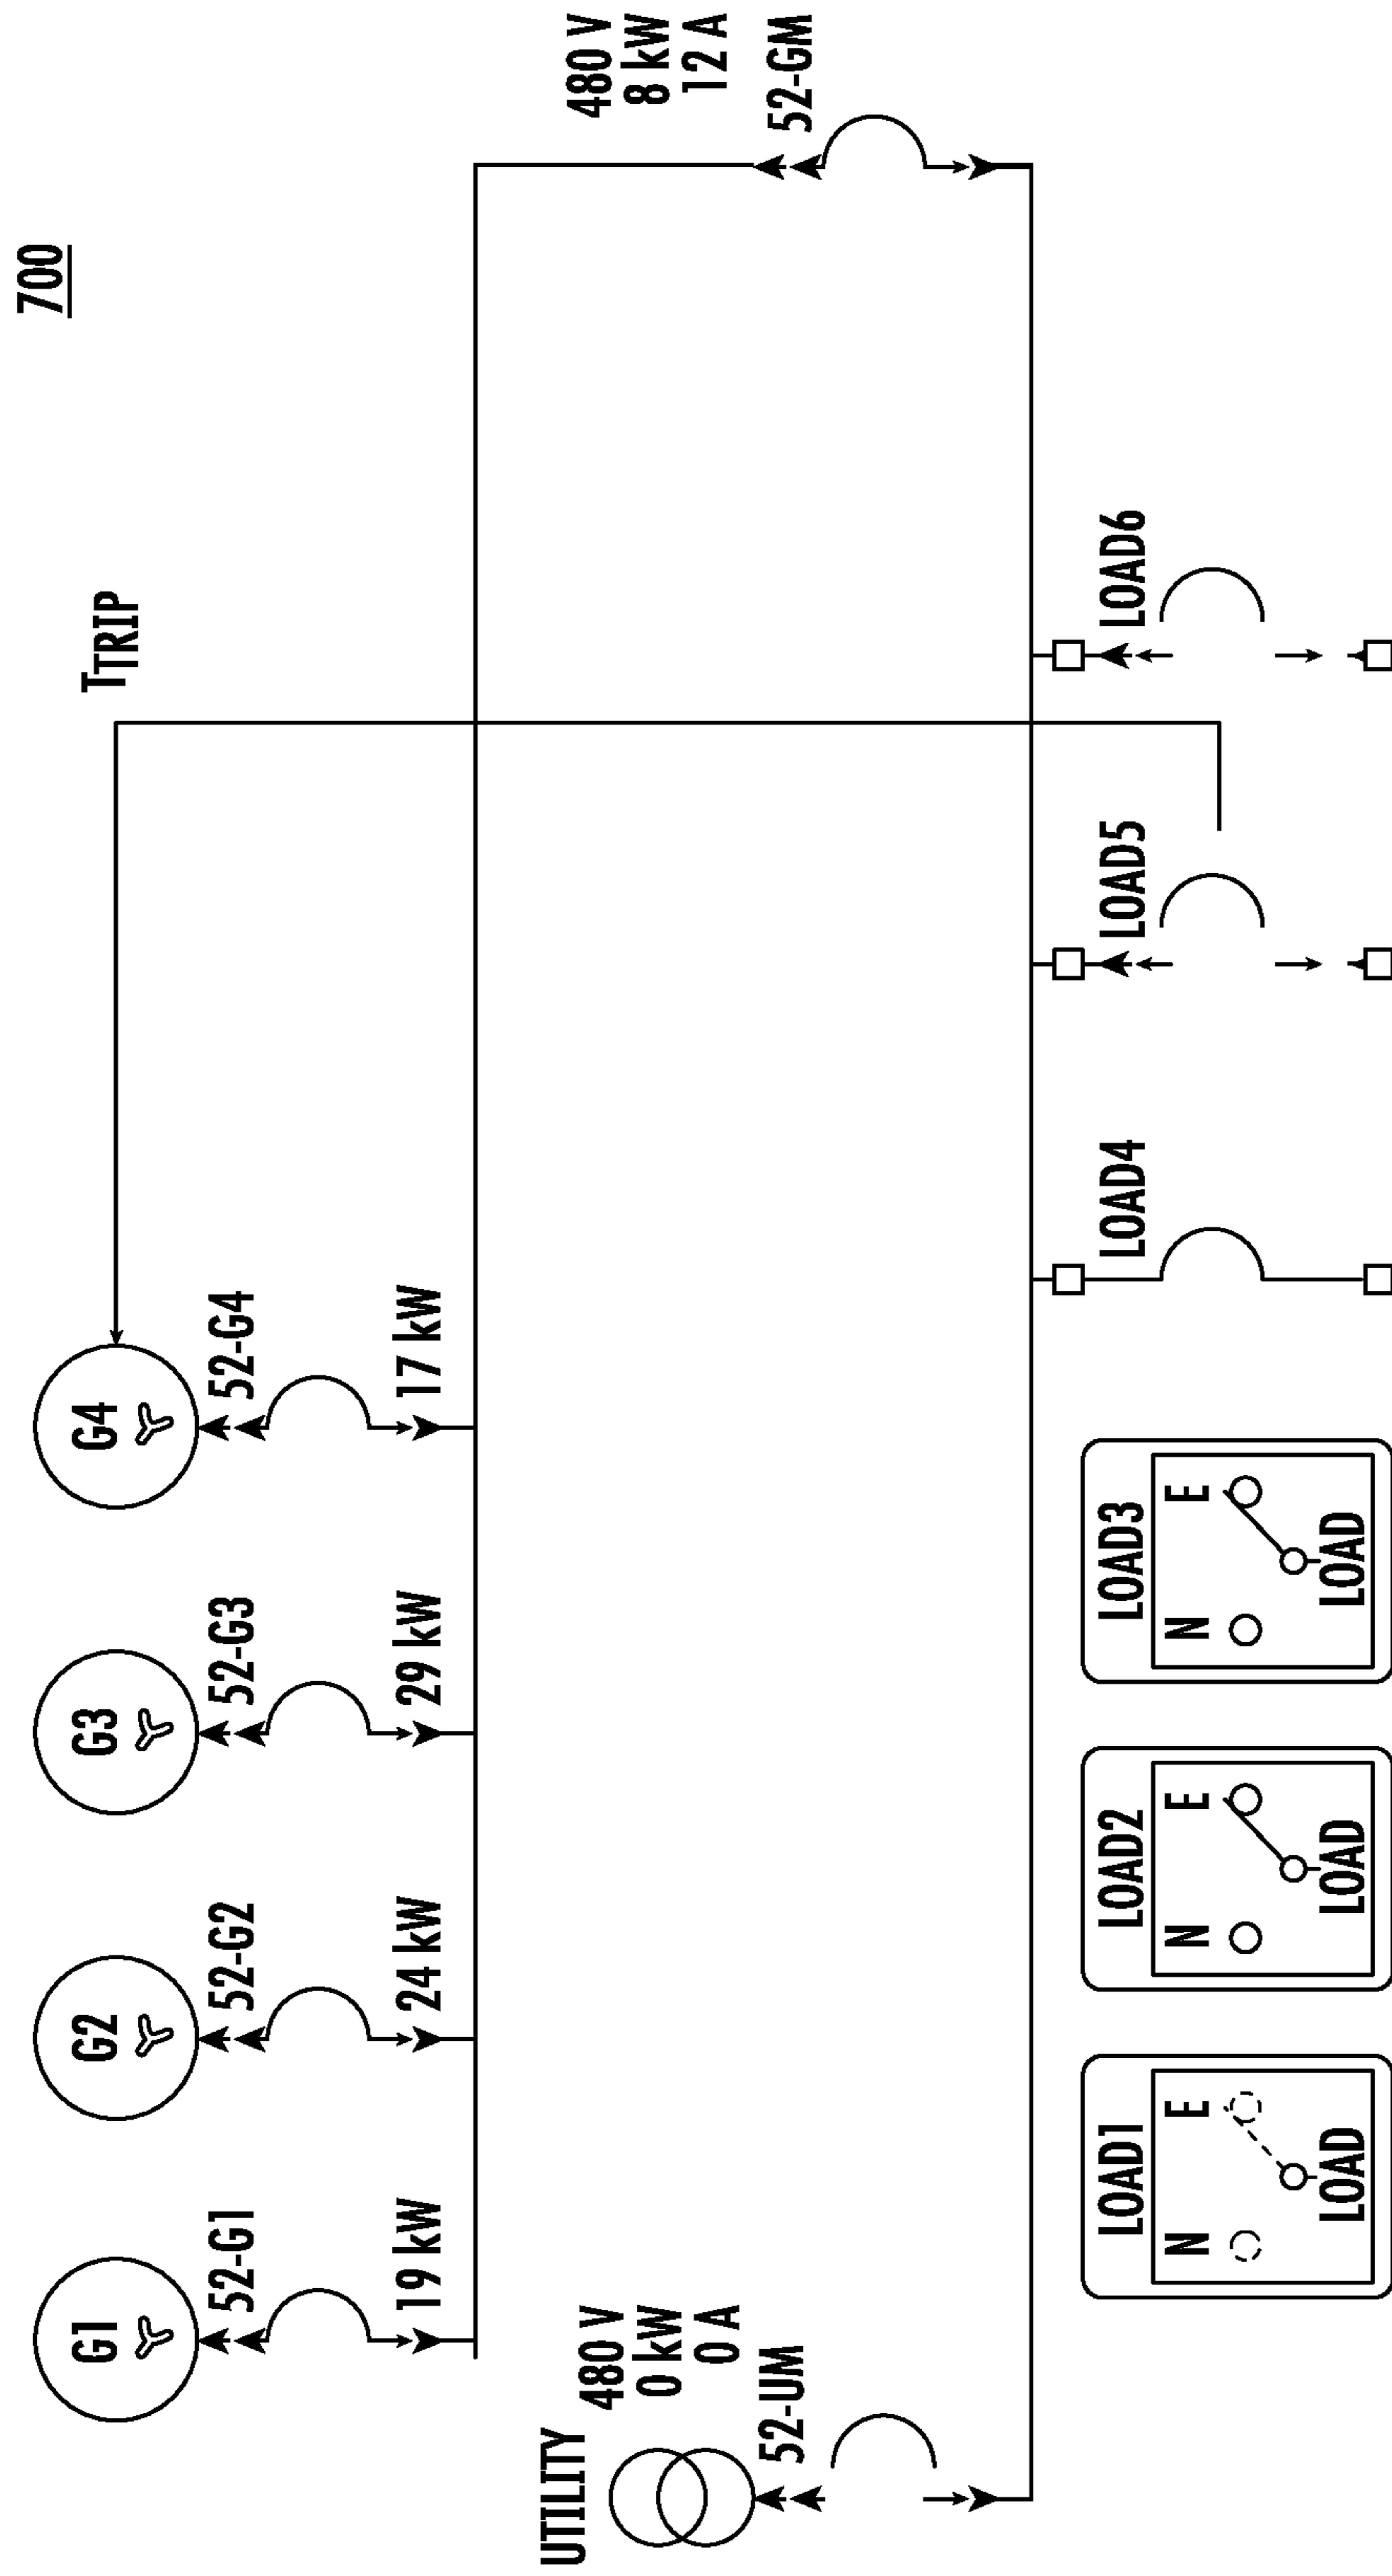 700
TTRIP
G1
G2
G3
G4
52-G1
52-G2
52-G3
52-G4
19 kW
24 kW
29 kW
17 kW
UTILITY
480 V
0 kW
0 A
52-UM
480 V
8 kW
12 A
52-GM
LOAD1
N E
LOAD
LOAD2
N E
LOAD
LOAD3
N E
LOAD
LOAD4
LOAD5
LOAD6